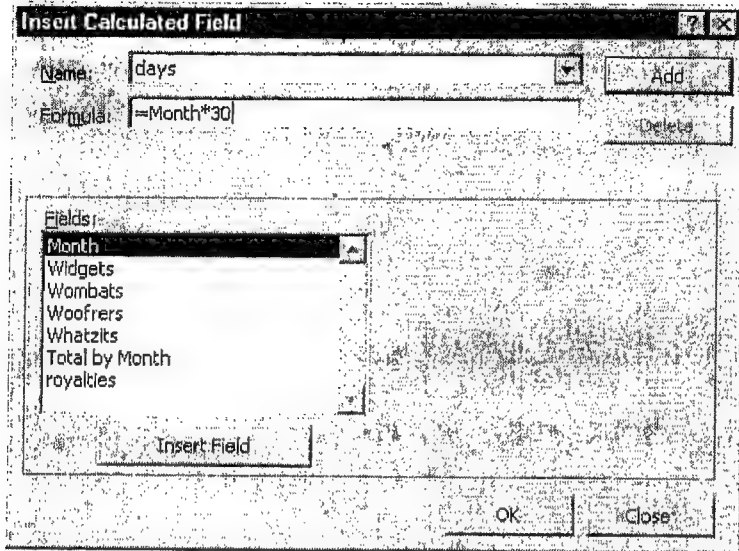 Insert Calculated Field
Name: days
Add
Formula: =Month*30
Delete
Fields:
Month
Widgets
Wombats
Woofrers
Whatzits
Total by Month
royalties
Insert Field
OK
Close